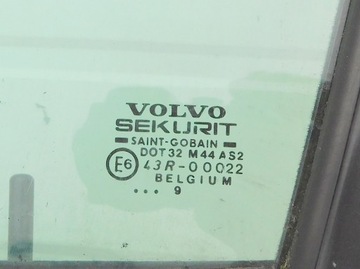 VOLVO
SEKURIT
SAINT-GOBAIN
DOT32 M44 AS2
E6 43R-00022
BELGIUM
... 9